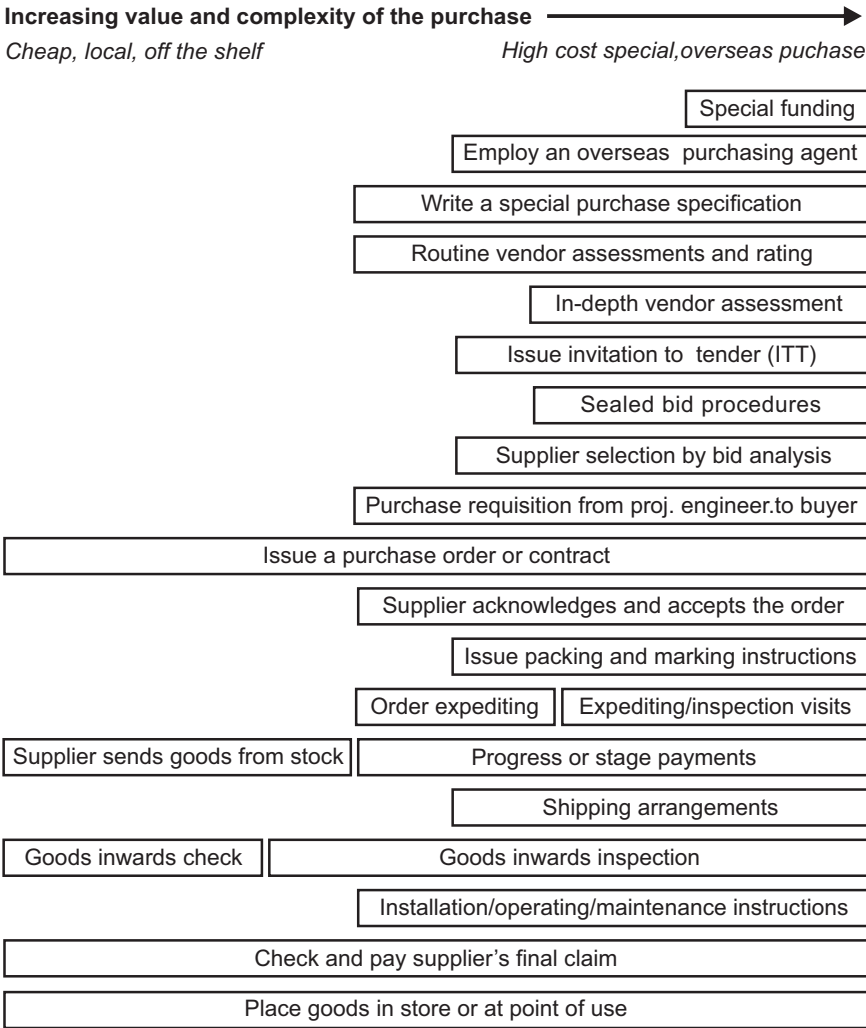 Increasing value and complexity of the purchase
Cheap, local, off the shelf
High cost special,overseas puchase
Special funding
Employ an overseas purchasing agent
Write a special purchase specification
Routine vendor assessments and rating
In-depth vendor assessment
Issue invitation to tender (ITT)
Sealed bid procedures
Supplier selection by bid analysis
Purchase requisition from proj. engineer.to buyer
Issue a purchase order or contract
Supplier acknowledges and accepts the order
Issue packing and marking instructions
Order expediting
Expediting/inspection visits
Supplier sends goods from stock
Progress or stage payments
Shipping arrangements
Goods inwards check
Goods inwards inspection
Installation/operating/maintenance instructions
Check and pay supplier’s final claim
Place goods in store or at point of use